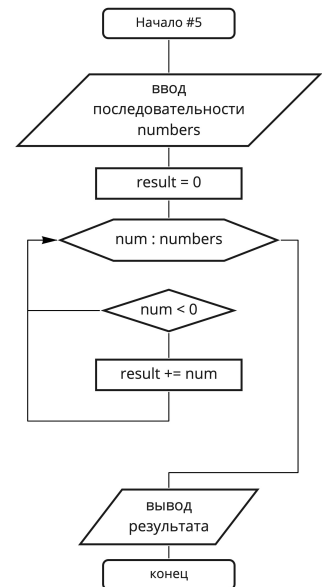 Начало #5
ввод
последовательности
numbers
result = 0
num : numbers
num < 0
result += num
вывод
результата
конец